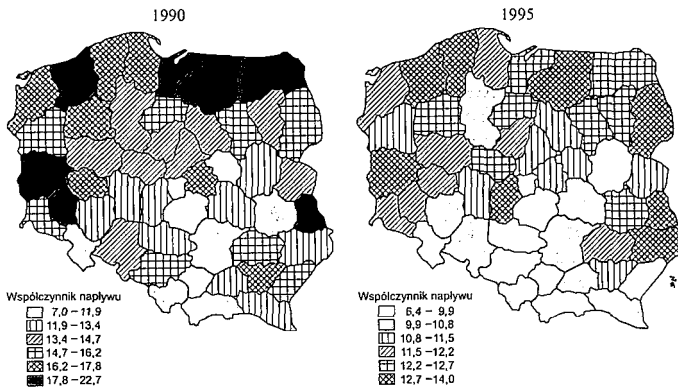 1990
1995
Współczynnik napływu
7,0 – 11,9
11,9 – 13,4
13,4 – 14,7
14,7 – 16,2
16,2 – 17,8
17,8 – 22,7
Współczynnik napływu
6,4 – 9,9
9,9 – 10,8
10,8 – 11,5
11,5 – 12,2
12,2 – 12,7
12,7 – 14,0